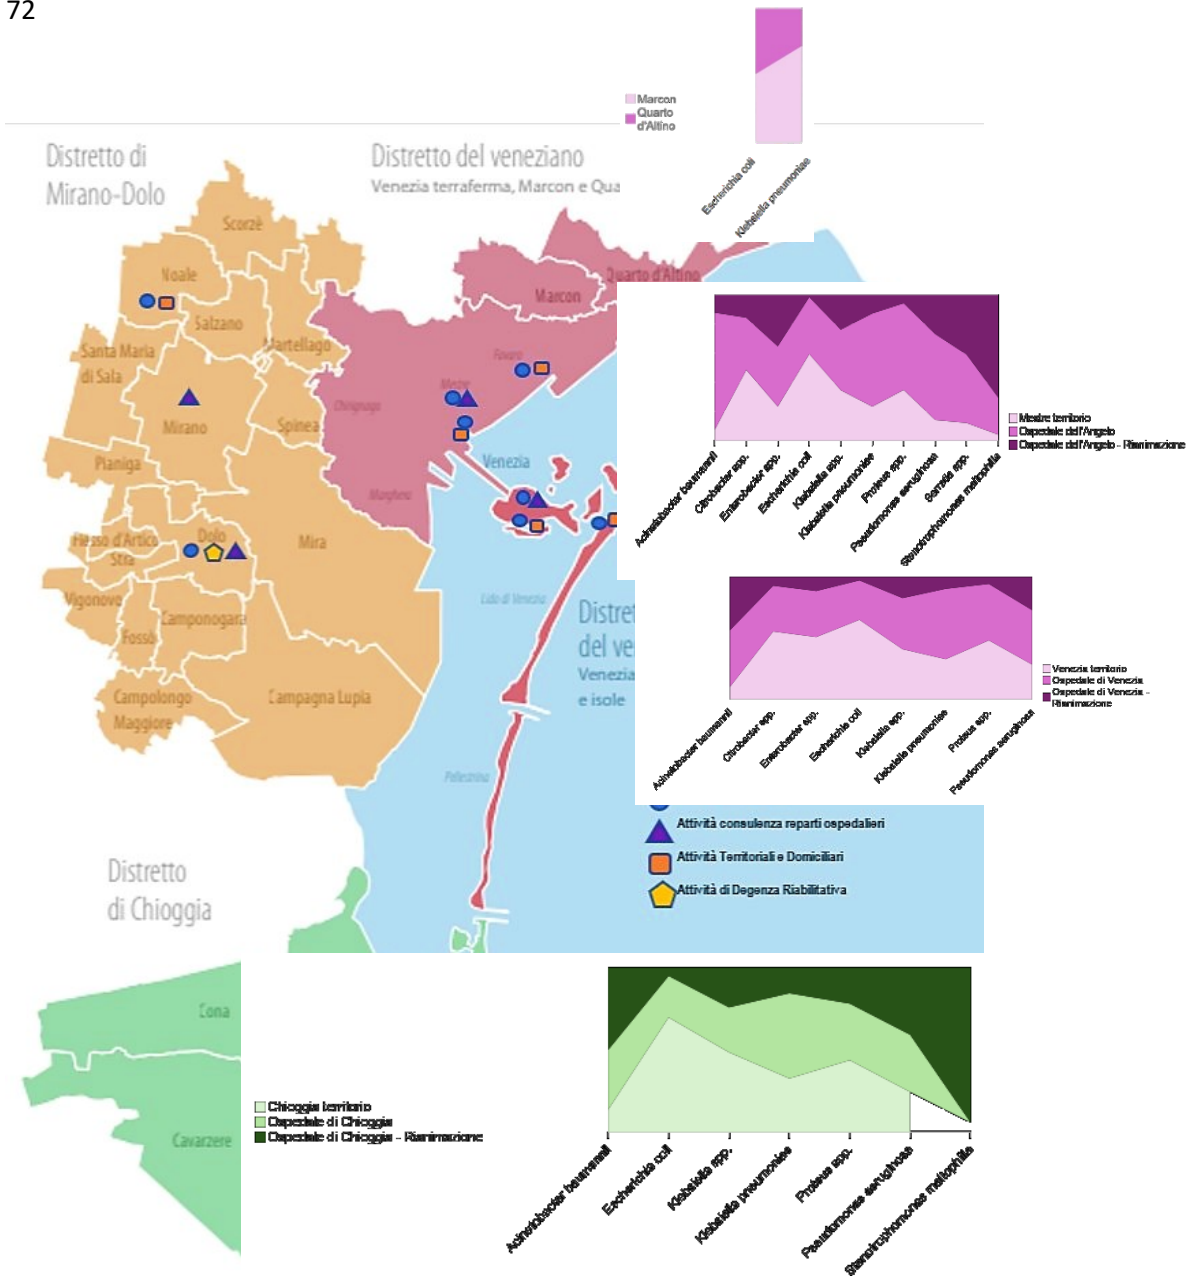 72
Marcon
Quarto
d'Altino
Escherichia coli
Klebsiella pneumoniae
Distretto di
Mirano-Dolo
Distretto del veneziano
Venezia terraferma, Marcon e Qua
Scorzè
Noale
Salzano
Martellago
Santa Maria
di Sala
Mirano
Spinea
Pianiga
Fiesso d'Artico
Stra
Dolo
Mira
Vigonovo
Fossò
Camponogara
Campolongo
Maggiore
Campagna Lupia
Quarto d'Altino
Marcon
Favaro
Mestre
Chirignago
Marghera
Venezia
Lido di Venezia
Pellestrina
Distret
del ve
Venezia
e isole
Mestre territorio
Ospedale dell'Angelo
Ospedale dell'Angelo - Rianimazione
Acinetobacter baumannii
Citrobacter spp.
Enterobacter spp.
Escherichia coli
Klebsiella spp.
Klebsiella pneumoniae
Proteus spp.
Pseudomonas aeruginosa
Serratia spp.
Stenotrophomonas maltophilia
Venezia territorio
Ospedale di Venezia
Ospedale di Venezia -
Rianimazione
Acinetobacter baumannii
Citrobacter spp.
Enterobacter spp.
Escherichia coli
Klebsiella spp.
Klebsiella pneumoniae
Proteus spp.
Pseudomonas aeruginosa
Attività consulenza reparti ospedalieri
Attività Territoriali e Domiciliari
Attività di Degenza Riabilitativa
Distretto
di Chioggia
Cona
Cavarzere
Chioggia territorio
Ospedale di Chioggia
Ospedale di Chioggia - Rianimazione
Acinetobacter baumannii
Escherichia coli
Klebsiella spp.
Klebsiella pneumoniae
Proteus spp.
Pseudomonas aeruginosa
Stenotrophomonas maltophilia